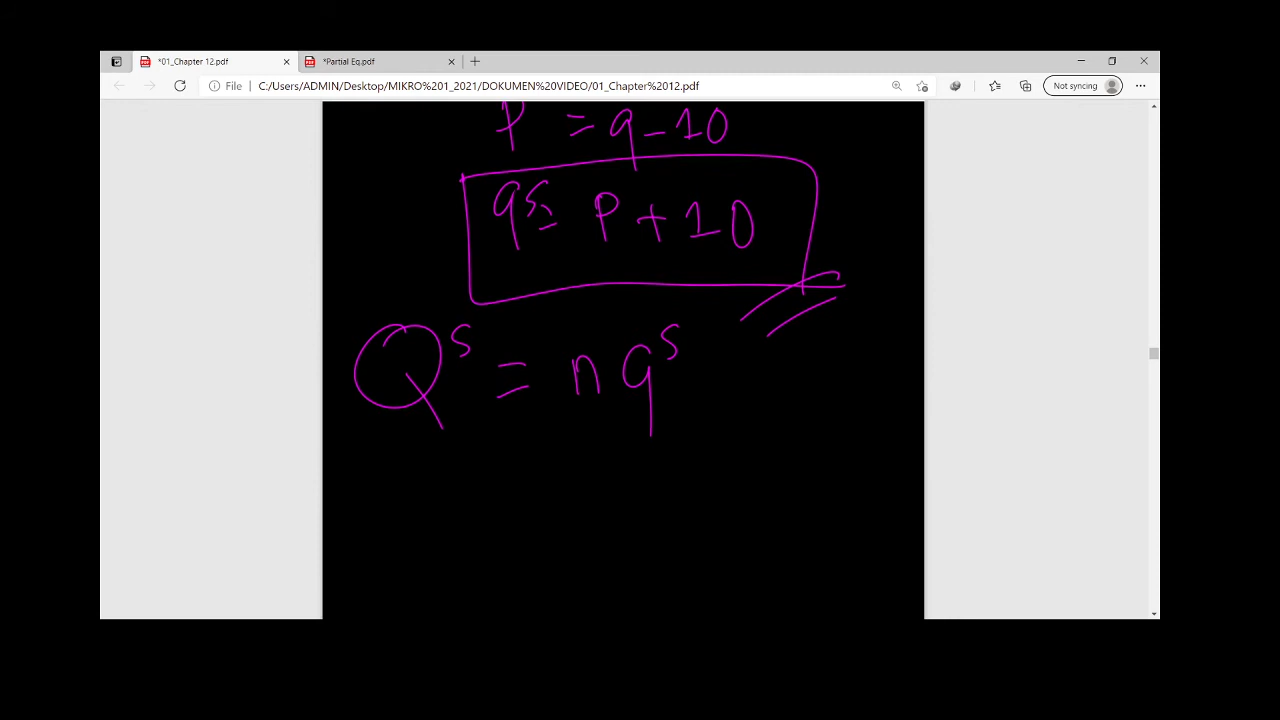 *01_Chapter 12.pdf
*Partial Eq.pdf
File
C:/Users/ADMIN/Desktop/MIKRO%201_2021/DOKUMEN%20VIDEO/01_Chapter%2012.pdf
Not syncing
P = q - 10
qs = P + 10
Qs = nqs